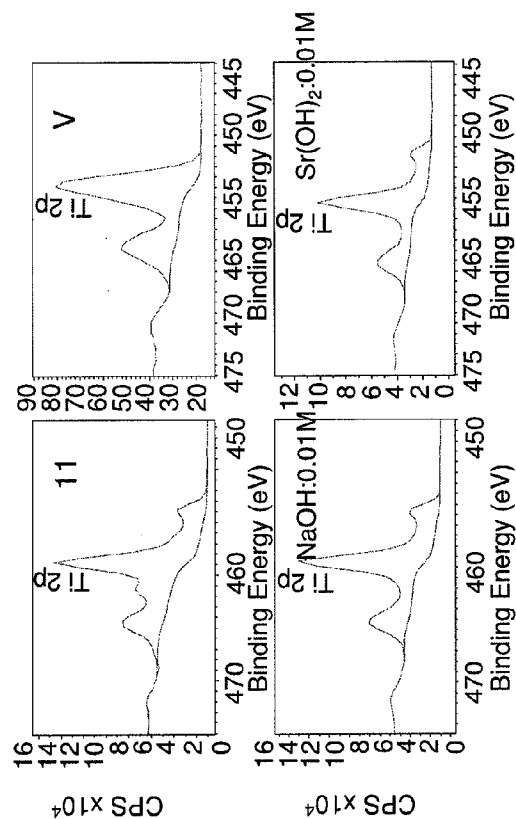 CPS x10⁴
16
14
12
10
8
6
4
2
0
Ti 2p
11
470 460 450
Binding Energy (eV)
90
80
70
60
50
40
30
20
Ti 2p
V
475 470 465 455 450 445
Binding Energy (eV)
CPS x10⁴
16
14
12
10
8
6
4
2
0
Ti 2p
NaOH:0.01M
470 460 450
Binding Energy (eV)
12
10
8
6
4
2
0
Ti 2p
Sr(OH)₂:0.01M
475 470 465 455 450 445
Binding Energy (eV)